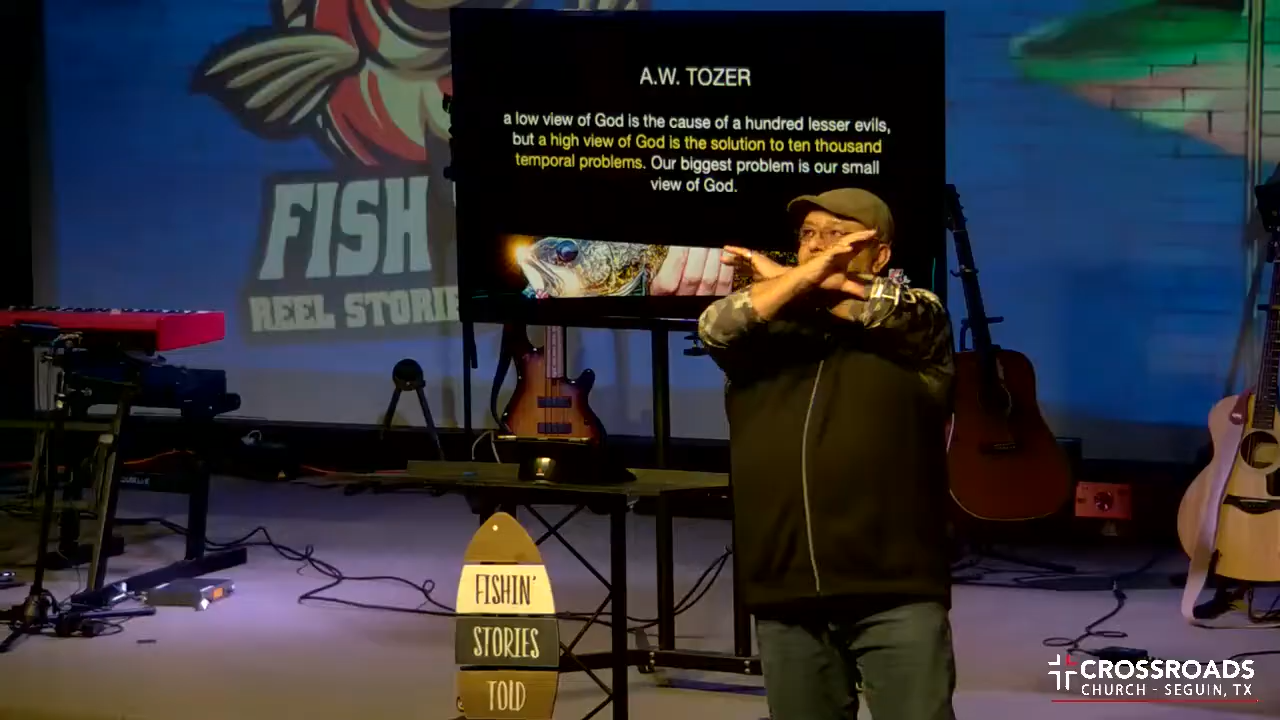 A.W. TOZER
a low view of God is the cause of a hundred lesser evils,
but a high view of God is the solution to ten thousand
temporal problems. Our biggest problem is our small
view of God.
FISH
REEL STORIE
FISHIN'
STORIES
TOLD
CROSSROADS
CHURCH - SEGUIN, TX